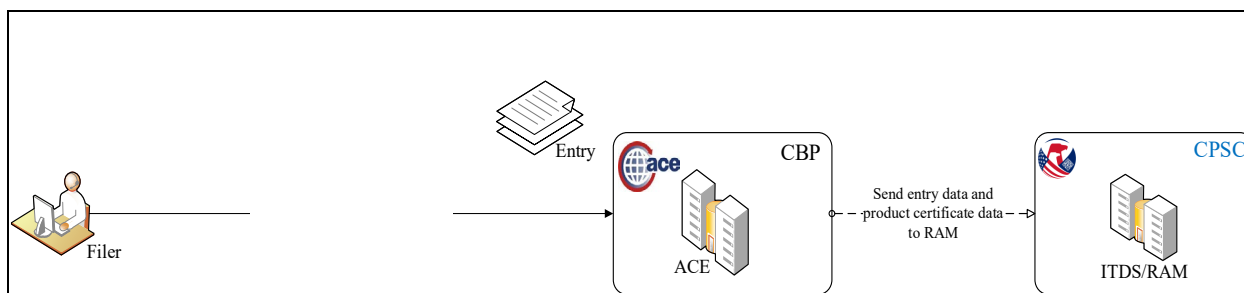 Entry
ace
CBP
CPSC
Filer
Send entry data and
product certificate data
to RAM
ACE
ITDS/RAM